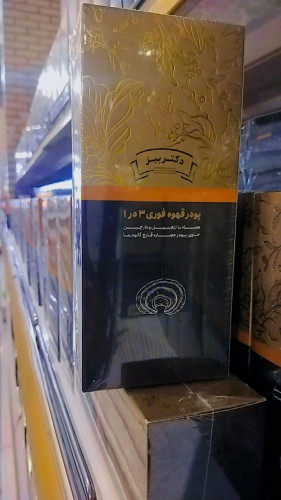 دکتر بیز
پودر قهوه فوری ۳ در ۱
همراه با زنجبیل و دارچین
حاوی پودر عصاره قارچ گانودرما